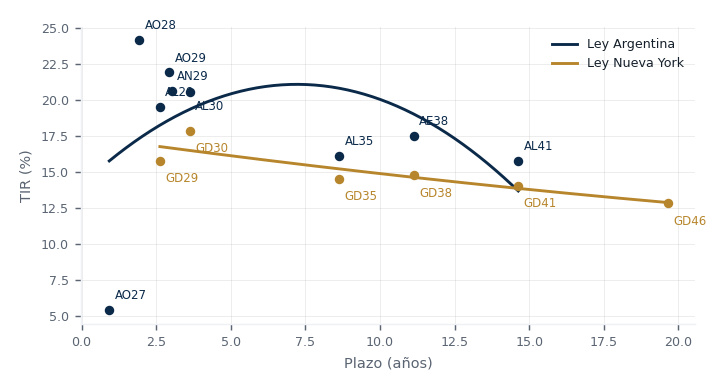 25.0
22.5
20.0
17.5
15.0
12.5
10.0
7.5
5.0
TIR (%)
AO28
AO29
AN29
AL29
AL30
GD30
GD29
AL35
GD35
AE38
GD38
AL41
GD41
GD46
AO27
Ley Argentina
Ley Nueva York
0.0
2.5
5.0
7.5
10.0
12.5
15.0
17.5
20.0
Plazo (años)